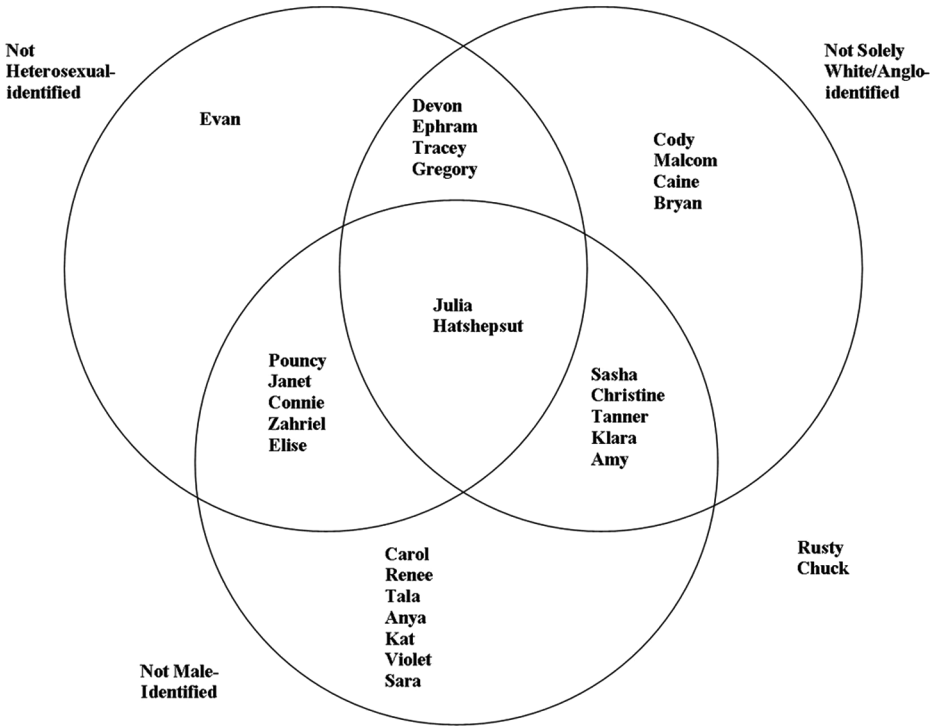 Not
Heterosexual-
identified
Not Solely
White/Anglo-
identified
Evan
Devon
Ephram
Tracey
Gregory
Cody
Malcom
Caine
Bryan
Julia
Hatshepsut
Pouncy
Janet
Connie
Zahriel
Elise
Sasha
Christine
Tanner
Klara
Amy
Carol
Renee
Tala
Anya
Kat
Violet
Sara
Rusty
Chuck
Not Male-
Identified